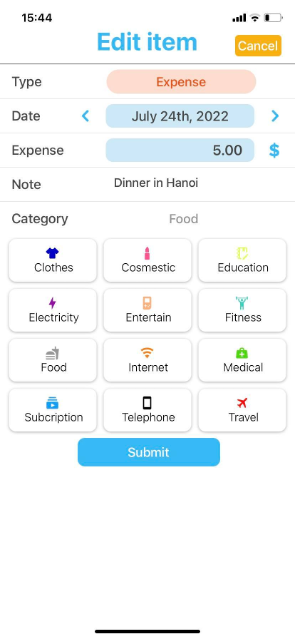 15:44
Edit item
Cancel
Type Expense
Date July 24th, 2022
Expense 5.00 $
Note Dinner in Hanoi
Category Food
Clothes Cosmestic Education
Electricity Entertain Fitness
Food Internet Medical
Subcription Telephone Travel
Submit